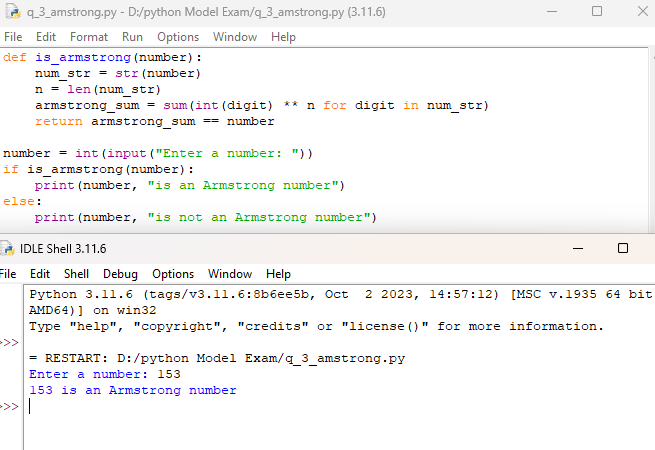 q_3_amstrong.py - D:/python Model Exam/q_3_amstrong.py (3.11.6)
File Edit Format Run Options Window Help
def is_armstrong(number):
    num_str = str(number)
    n = len(num_str)
    armstrong_sum = sum(int(digit) ** n for digit in num_str)
    return armstrong_sum == number

number = int(input("Enter a number: "))
if is_armstrong(number):
    print(number, "is an Armstrong number")
else:
    print(number, "is not an Armstrong number")
IDLE Shell 3.11.6
File Edit Shell Debug Options Window Help
Python 3.11.6 (tags/v3.11.6:8b6ee5b, Oct  2 2023, 14:57:12) [MSC v.1935 64 bit
AMD64)] on win32
Type "help", "copyright", "credits" or "license()" for more information.
>>>
= RESTART: D:/python Model Exam/q_3_amstrong.py
Enter a number: 153
153 is an Armstrong number
>>>